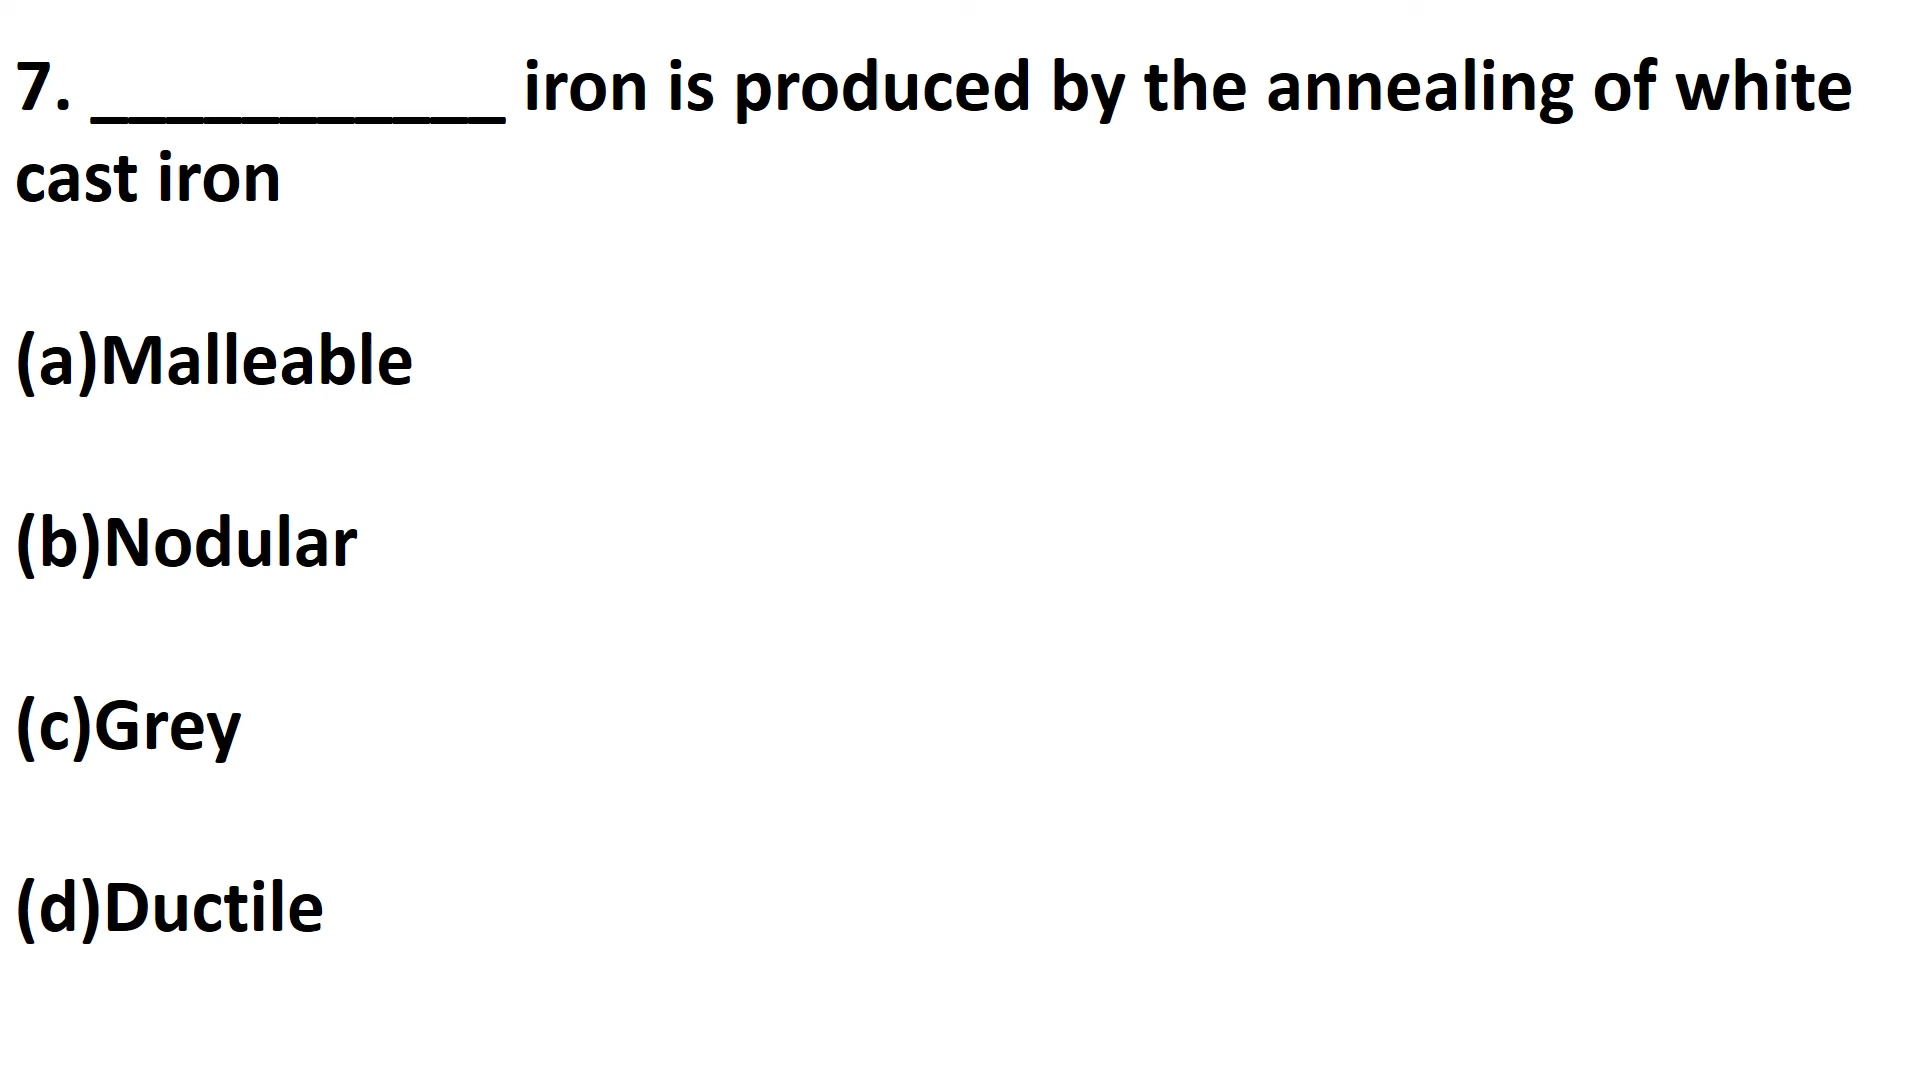 7. ___________ iron is produced by the annealing of white
cast iron
(a)Malleable
(b)Nodular
(c)Grey
(d)Ductile